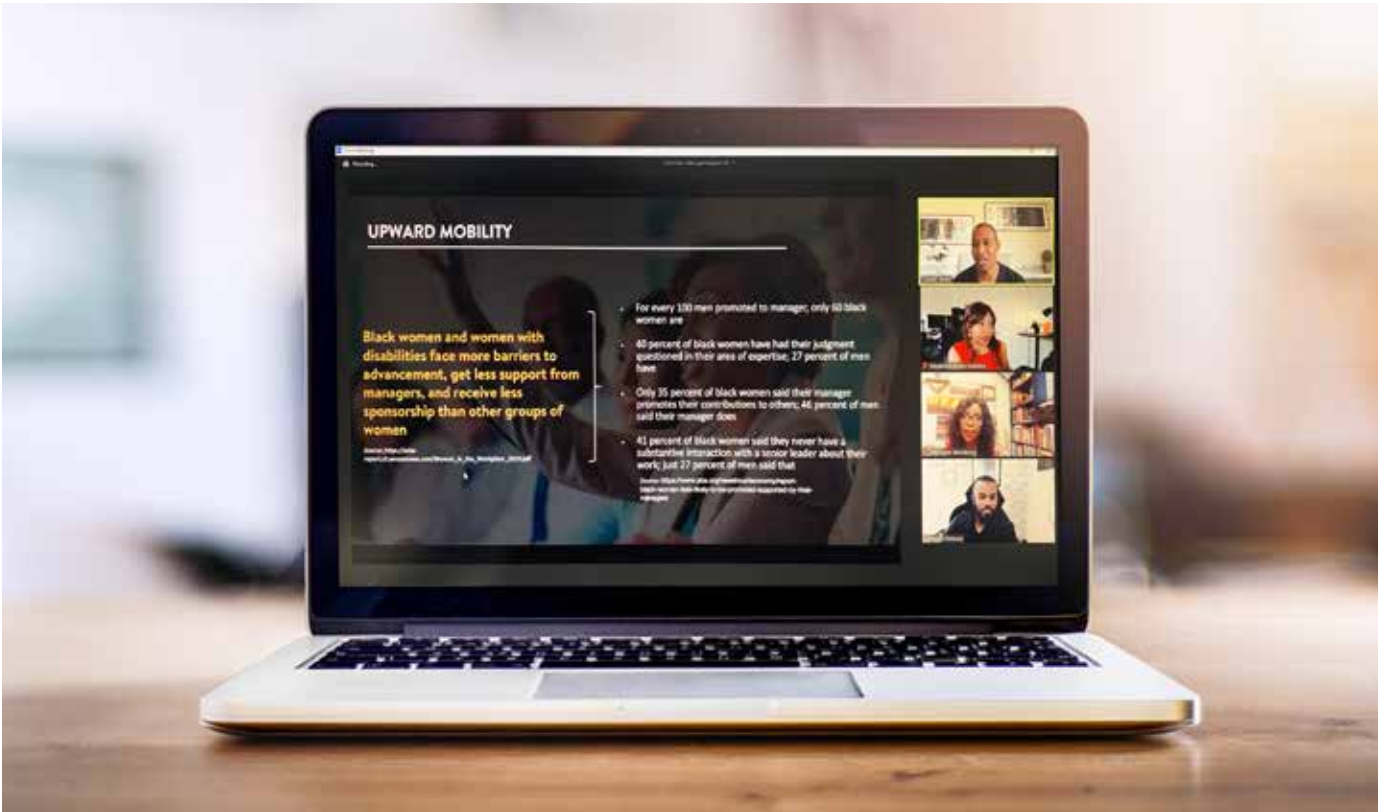 UPWARD MOBILITY
Black women and women with
disabilities face more barriers to
advancement, get less support from
managers, and receive less
sponsorship than other groups of
women
For every 100 men promoted to manager, only 60 black
women are
40 percent of black women have had their judgment
questioned in their area of expertise; 27 percent of men
have
Only 35 percent of black women said their manager
promotes their contributions to others; 46 percent of men
said their manager does
41 percent of black women said they never have a
substantive interaction with a senior leader about their
work; just 27 percent of men said that